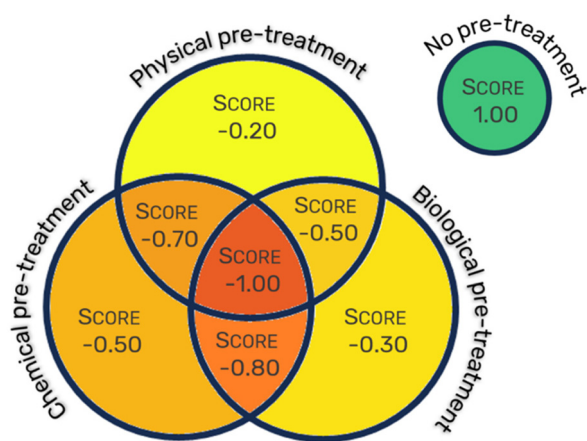 Physical pre-treatment
No pre-treatment
SCORE
-0.20
SCORE
1.00
Chemical pre-treatment
Biological pre-treatment
SCORE
-0.70
SCORE
-0.50
SCORE
-1.00
SCORE
-0.50
SCORE
-0.80
SCORE
-0.30